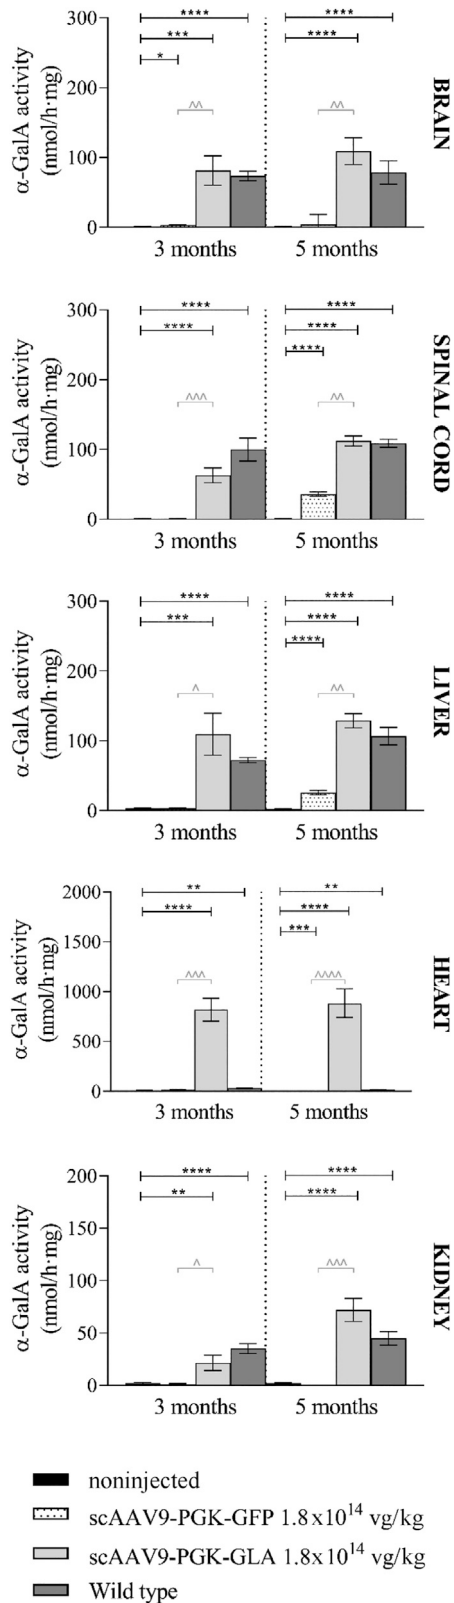 BRAIN
α-GalA activity
(nmol/h·mg)
300
200
100
0
****
***
*
^^
****
****
^^
3 months
5 months
SPINAL CORD
α-GalA activity
(nmol/h·mg)
300
200
100
0
****
****
^^^
****
****
****
^^
3 months
5 months
LIVER
α-GalA activity
(nmol/h·mg)
300
200
100
0
****
***
^
****
****
****
^^
3 months
5 months
HEART
α-GalA activity
(nmol/h·mg)
2000
1500
1000
500
0
**
****
^^^
**
****
***
^^^^
3 months
5 months
KIDNEY
α-GalA activity
(nmol/h·mg)
200
150
100
50
0
****
**
^
****
****
^^^
3 months
5 months
noninjected
scAAV9-PGK-GFP 1.8x10¹⁴ vg/kg
scAAV9-PGK-GLA 1.8x10¹⁴ vg/kg
Wild type